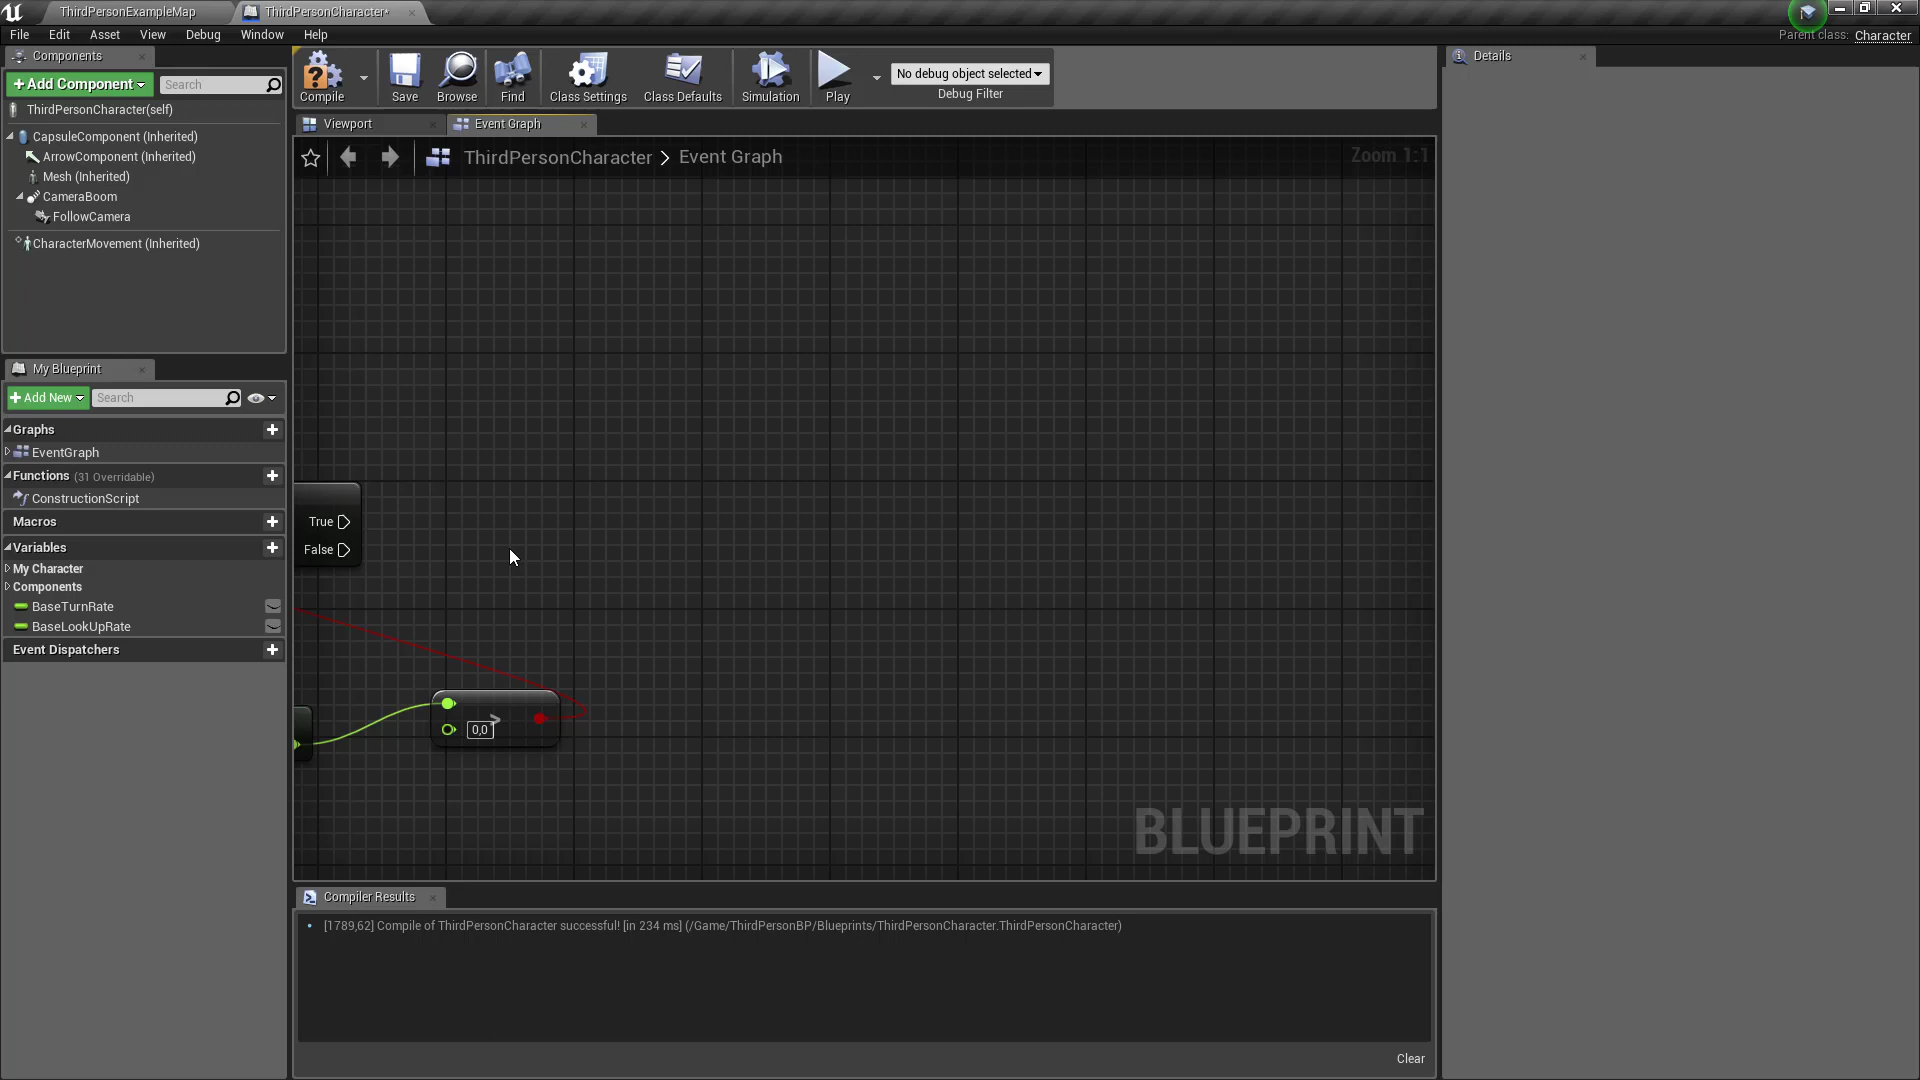 ThirdPersonExampleMap
ThirdPersonCharacter*
File Edit Asset View Debug Window Help
Parent class: Character
Components
+Add Component
Search
ThirdPersonCharacter(self)
CapsuleComponent (Inherited)
ArrowComponent (Inherited)
Mesh (Inherited)
CameraBoom
FollowCamera
CharacterMovement (Inherited)
My Blueprint
+Add New
Search
Graphs
EventGraph
Functions (31 Overridable)
ConstructionScript
Macros
Variables
My Character
Components
BaseTurnRate
BaseLookUpRate
Event Dispatchers
Compile
Save
Browse
Find
Class Settings
Class Defaults
Simulation
Play
No debug object selected
Debug Filter
Viewport
Event Graph
ThirdPersonCharacter > Event Graph
Zoom 1:1
True
False
>
0,0
BLUEPRINT
Compiler Results
[1789,62] Compile of ThirdPersonCharacter successful! [in 234 ms] (/Game/ThirdPersonBP/Blueprints/ThirdPersonCharacter.ThirdPersonCharacter)
Clear
Details